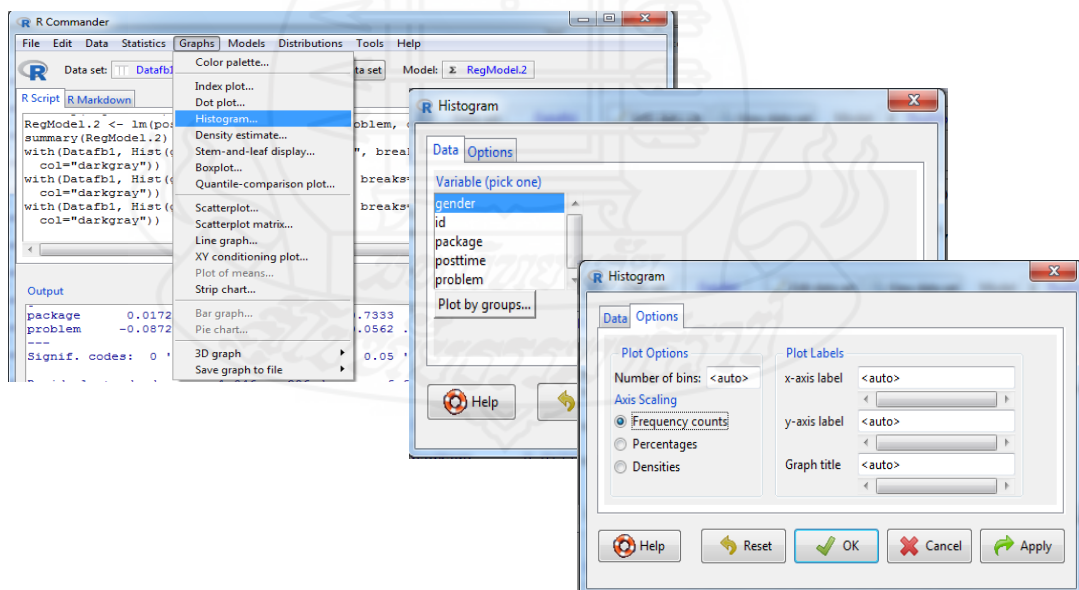 R Commander
File Edit Data Statistics Graphs Models Distributions Tools Help
Data set: Datafb1
ta set
Model: Σ RegModel.2
R Script R Markdown
RegModel.2 <- lm(pos
oblem,
summary(RegModel.2)
with(Datafb1, Hist(
", brea
col="darkgray"))
with(Datafb1, Hist(
breaks
col="darkgray"))
with(Datafb1, Hist(
breaks
col="darkgray"))
Output
package 0.0172
.7333
problem -0.0872
.0562 .
---
Signif. codes: 0 '
0.05 '
Color palette...
Index plot...
Dot plot...
Histogram...
Density estimate...
Stem-and-leaf display...
Boxplot...
Quantile-comparison plot...
Scatterplot...
Scatterplot matrix...
Line graph...
XY conditioning plot...
Plot of means...
Strip chart...
Bar graph...
Pie chart...
3D graph
Save graph to file
Histogram
Data Options
Variable (pick one)
gender
id
package
posttime
problem
Plot by groups...
Help
Histogram
Data Options
Plot Options
Number of bins: <auto>
Axis Scaling
Frequency counts
Percentages
Densities
Plot Labels
x-axis label <auto>
y-axis label <auto>
Graph title <auto>
Help Reset OK Cancel Apply